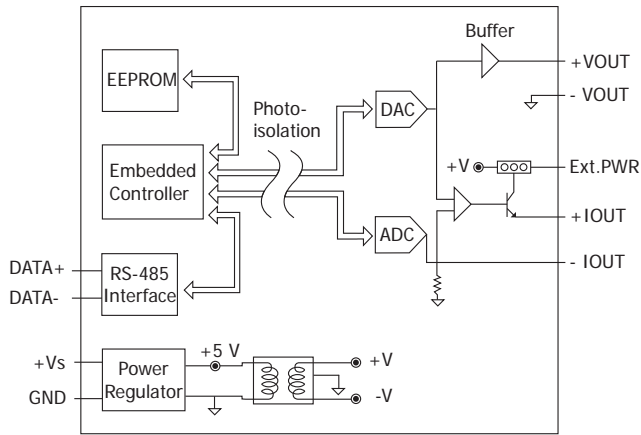 Buffer
EEPROM
Photo-
isolation
DAC
+VOUT
- VOUT
Embedded
Controller
+V
Ext.PWR
+IOUT
ADC
- IOUT
DATA+
DATA-
RS-485
Interface
+Vs
GND
Power
Regulator
+5 V
+V
-V